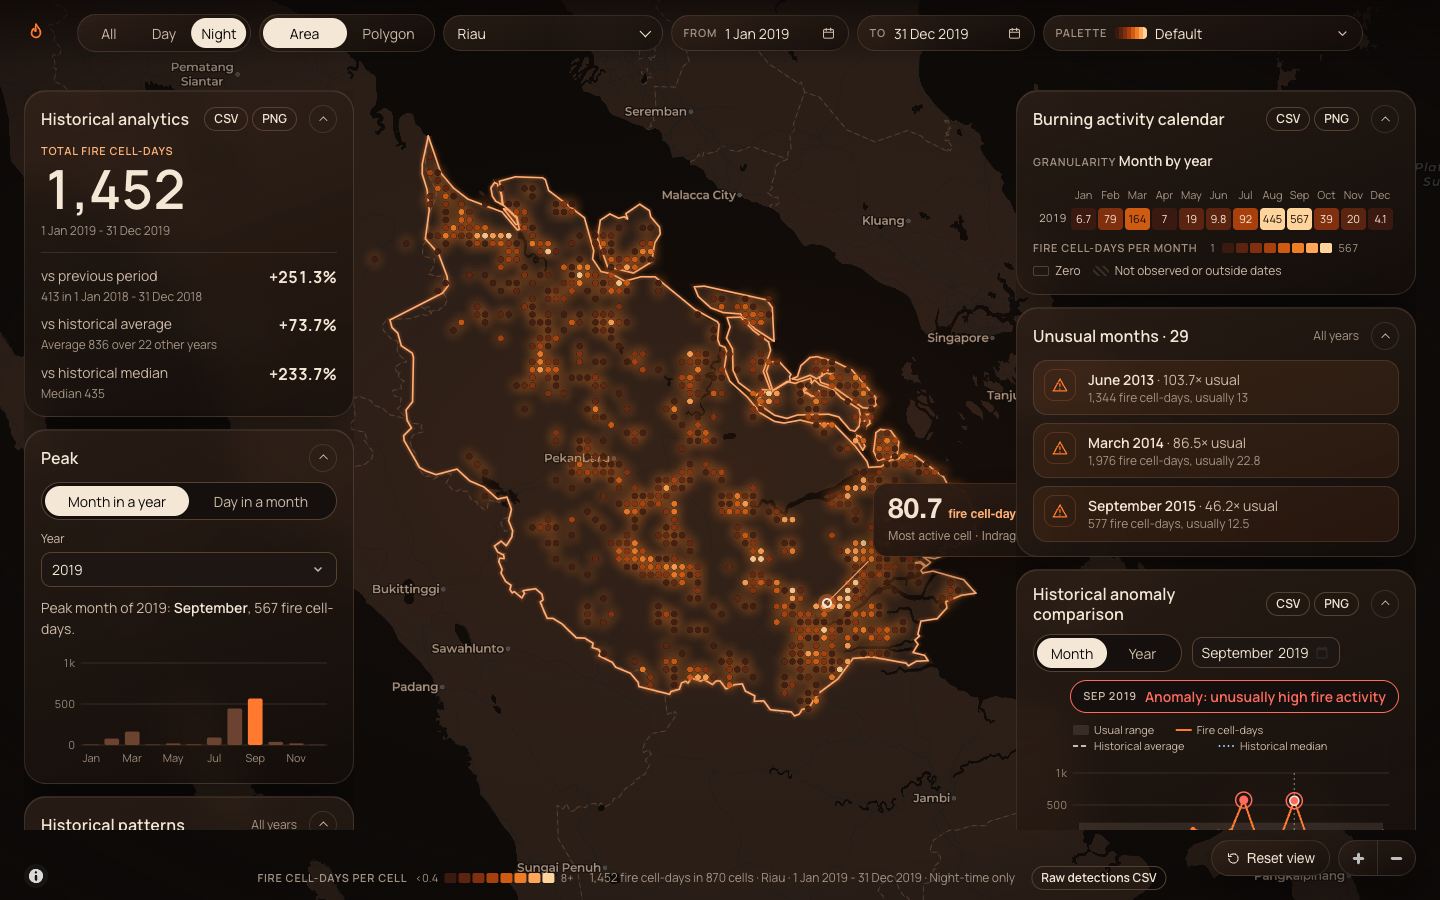 All Day Night Area Polygon Riau FROM 1 Jan 2019 TO 31 Dec 2019 PALETTE Default
Pematang
Siantar
Seremban
Malacca City
Kluang
Singapore
Pekanbaru
Bukittinggi
Sawahlunto
Padang
Jambi
Sungai Penuh
Pangkalpinang
Historical analytics CSV PNG
TOTAL FIRE CELL-DAYS
1,452
1 Jan 2019 - 31 Dec 2019
vs previous period +251.3%
413 in 1 Jan 2018 - 31 Dec 2018
vs historical average +73.7%
Average 836 over 22 other years
vs historical median +233.7%
Median 435
Peak
Month in a year Day in a month
Year
2019
Peak month of 2019: September, 567 fire cell-
days.
1k
500
0
Jan Mar May Jul Sep Nov
Historical patterns All years
80.7 fire cell-day
Most active cell · Indrag
Burning activity calendar CSV PNG
GRANULARITY Month by year
Jan Feb Mar Apr May Jun Jul Aug Sep Oct Nov Dec
2019 6.7 79 164 7 19 9.8 92 445 567 39 20 4.1
FIRE CELL-DAYS PER MONTH 1 567
Zero Not observed or outside dates
Unusual months · 29 All years
June 2013 · 103.7× usual
1,344 fire cell-days, usually 13
March 2014 · 86.5× usual
1,976 fire cell-days, usually 22.8
September 2015 · 46.2× usual
577 fire cell-days, usually 12.5
Historical anomaly
comparison CSV PNG
Month Year September 2019
SEP 2019 Anomaly: unusually high fire activity
Usual range Fire cell-days
Historical average Historical median
1k
500
Reset view + −
FIRE CELL-DAYS PER CELL <0.4 8+ 1,452 fire cell-days in 870 cells · Riau · 1 Jan 2019 - 31 Dec 2019 · Night-time only Raw detections CSV